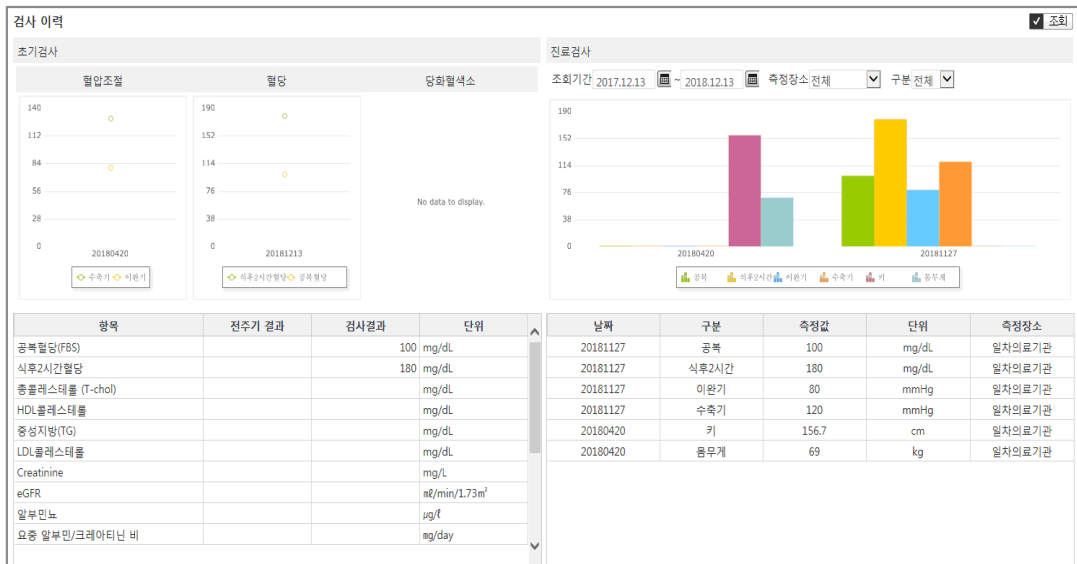 검사 이력
조회
초기검사
혈압조절 혈당 당화혈색소
140
112
84
56
28
0
20180420
수축기 이완기
190
152
114
76
38
0
20181213
식후2시간혈당 공복혈당
No data to display.
진료검사
조회기간 2017.12.13 ~ 2018.12.13 측정장소 전체 구분 전체
190
152
114
76
38
0
20180420 20181127
공복 식후2시간 이완기 수축기 키 몸무게
항목 전주기 결과 검사결과 단위
공복혈당(FBS) 100 mg/dL
식후2시간혈당 180 mg/dL
총콜레스테롤 (T-chol) mg/dL
HDL콜레스테롤 mg/dL
중성지방(TG) mg/dL
LDL콜레스테롤 mg/dL
Creatinine mg/L
eGFR mℓ/min/1.73m²
알부민뇨 μg/ℓ
요중 알부민/크레아티닌 비 mg/day
날짜 구분 측정값 단위 측정장소
20181127 공복 100 mg/dL 일차의료기관
20181127 식후2시간 180 mg/dL 일차의료기관
20181127 이완기 80 mmHg 일차의료기관
20181127 수축기 120 mmHg 일차의료기관
20180420 키 156.7 cm 일차의료기관
20180420 몸무게 69 kg 일차의료기관